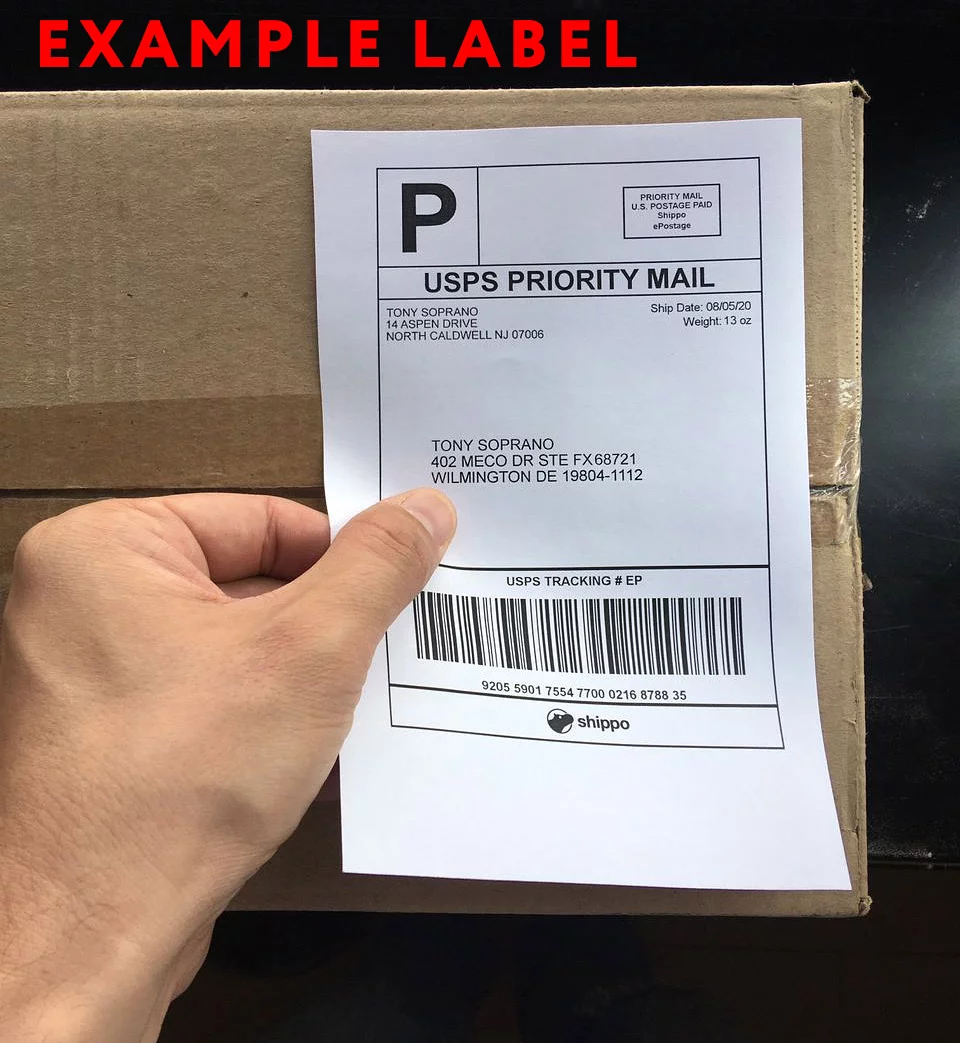 EXAMPLE LABEL
P
PRIORITY MAIL
U.S. POSTAGE PAID
Shippo
ePostage
USPS PRIORITY MAIL
TONY SOPRANO
14 ASPEN DRIVE
NORTH CALDWELL NJ 07006
Ship Date: 08/05/20
Weight: 13 oz
TONY SOPRANO
402 MECO DR STE FX68721
WILMINGTON DE 19804-1112
USPS TRACKING # EP
9205 5901 7554 7700 0216 8788 35
shippo